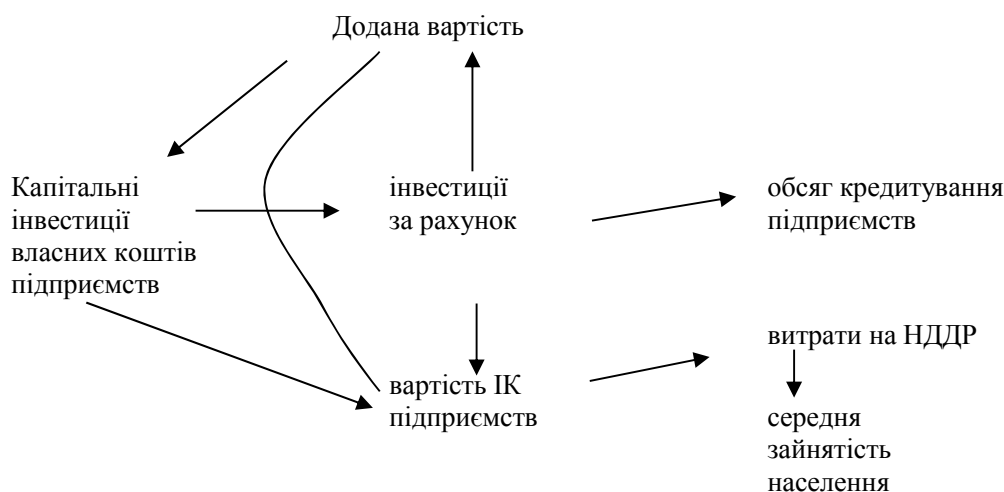 Додана вартість
Капітальні
інвестиції
власних коштів
підприємств
інвестиції
за рахунок
обсяг кредитування
підприємств
вартість ІК
підприємств
витрати на НДДР
середня
зайнятість
населення